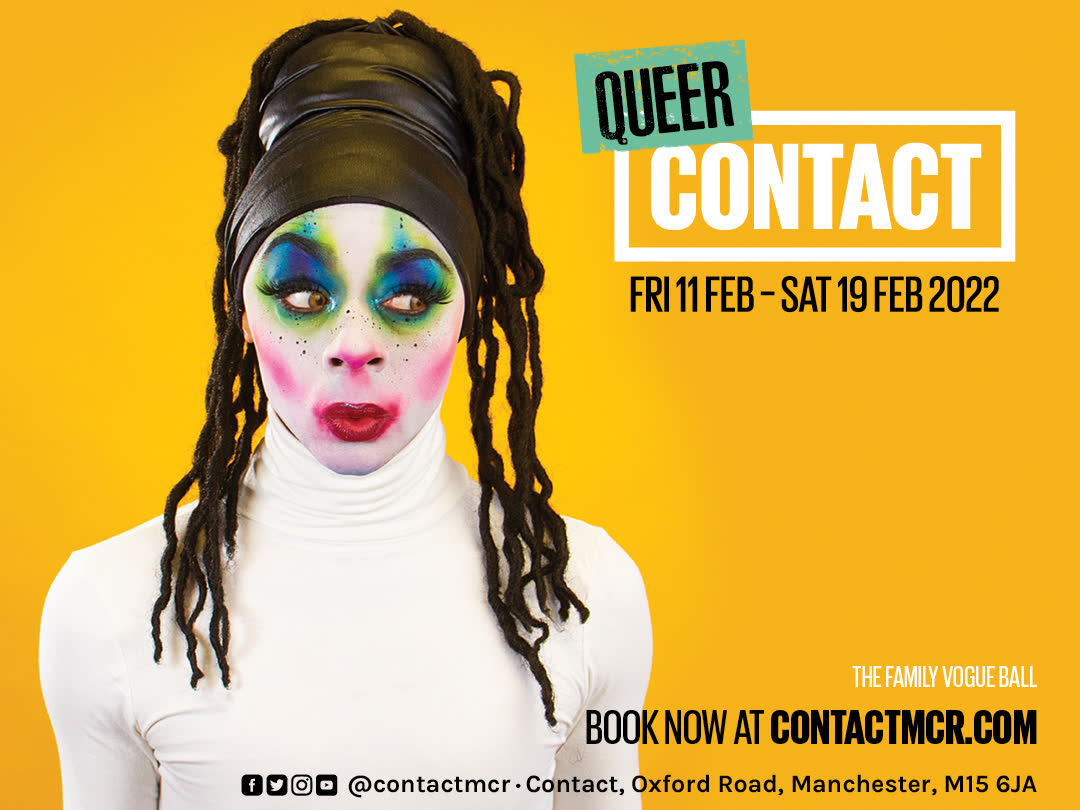 QUEER
CONTACT
FRI 11 FEB – SAT 19 FEB 2022
THE FAMILY VOGUE BALL
BOOK NOW AT CONTACTMCR.COM
@contactmcr · Contact, Oxford Road, Manchester, M15 6JA